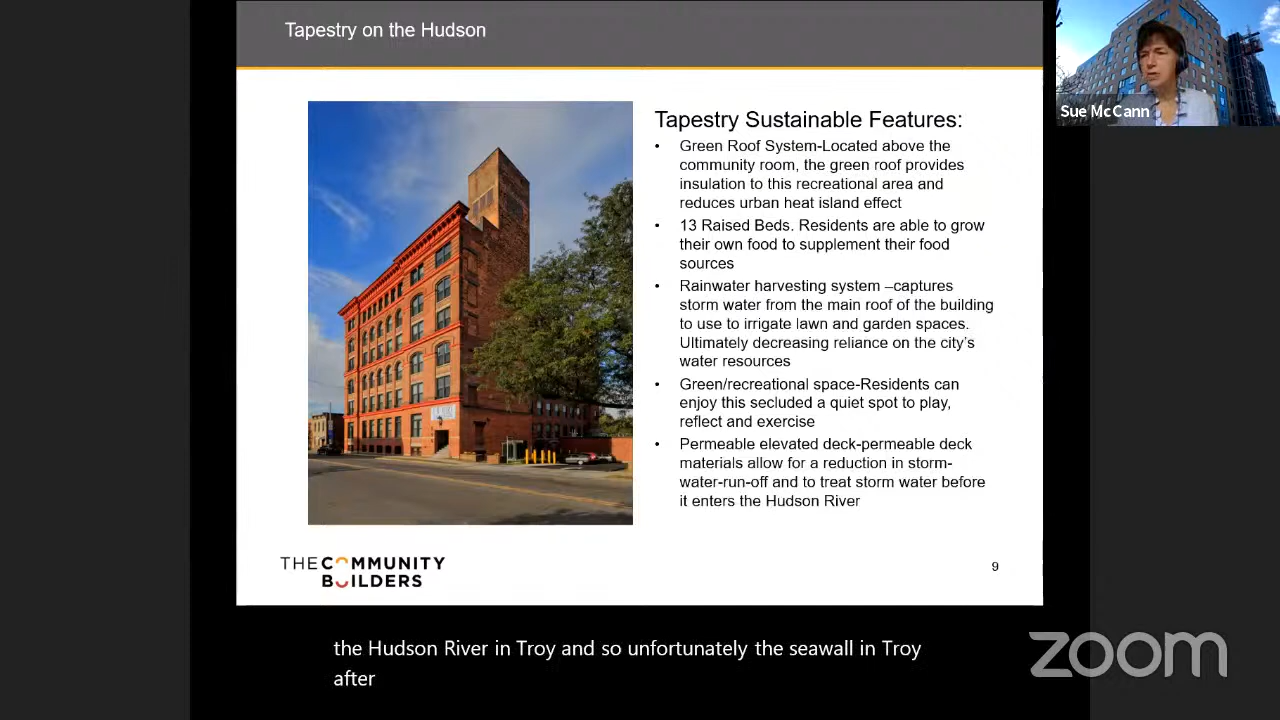 Tapestry on the Hudson
Sue McCann
Tapestry Sustainable Features:
• Green Roof System-Located above the
community room, the green roof provides
insulation to this recreational area and
reduces urban heat island effect
• 13 Raised Beds. Residents are able to grow
their own food to supplement their food
sources
• Rainwater harvesting system –captures
storm water from the main roof of the building
to use to irrigate lawn and garden spaces.
Ultimately decreasing reliance on the city's
water resources
• Green/recreational space-Residents can
enjoy this secluded a quiet spot to play,
reflect and exercise
• Permeable elevated deck-permeable deck
materials allow for a reduction in storm-
water-run-off and to treat storm water before
it enters the Hudson River
THE COMMUNITY
BUILDERS
9
the Hudson River in Troy and so unfortunately the seawall in Troy
after
zoom